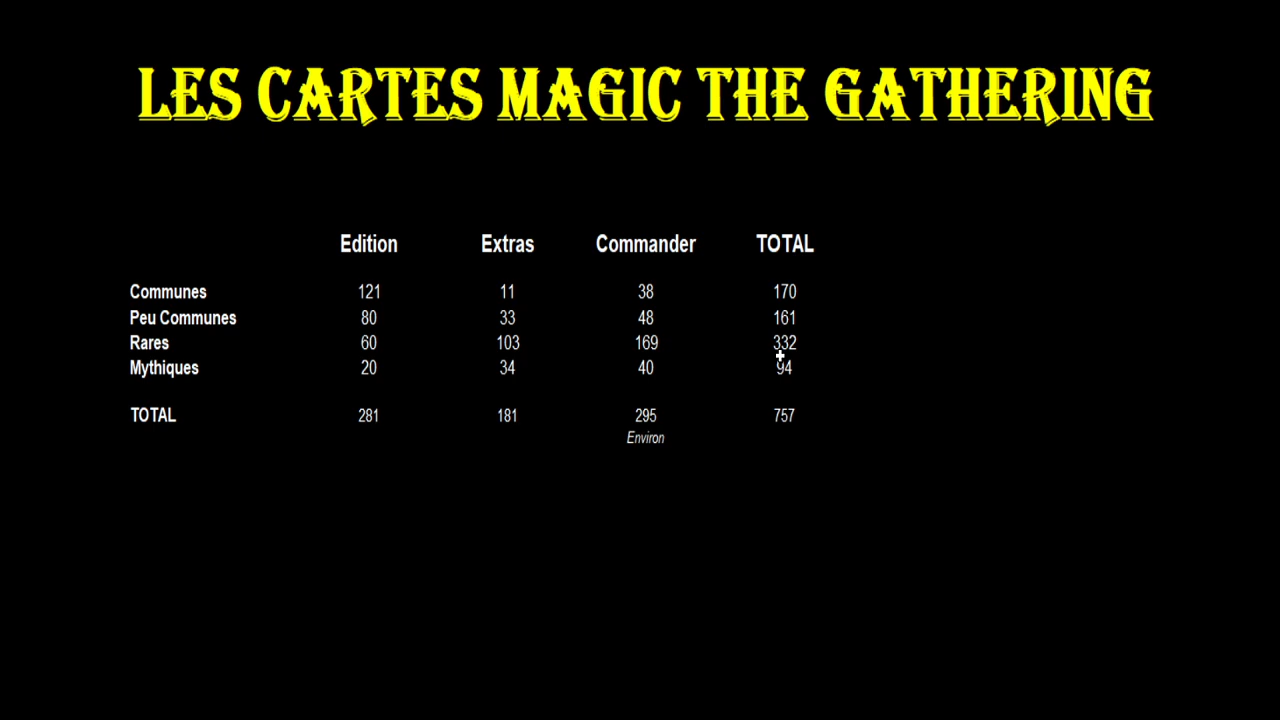 LES CARTES MAGIC THE GATHERING
Edition Extras Commander TOTAL
Communes 121 11 38 170
Peu Communes 80 33 48 161
Rares 60 103 169 332
Mythiques 20 34 40 94
TOTAL 281 181 295 757
Environ